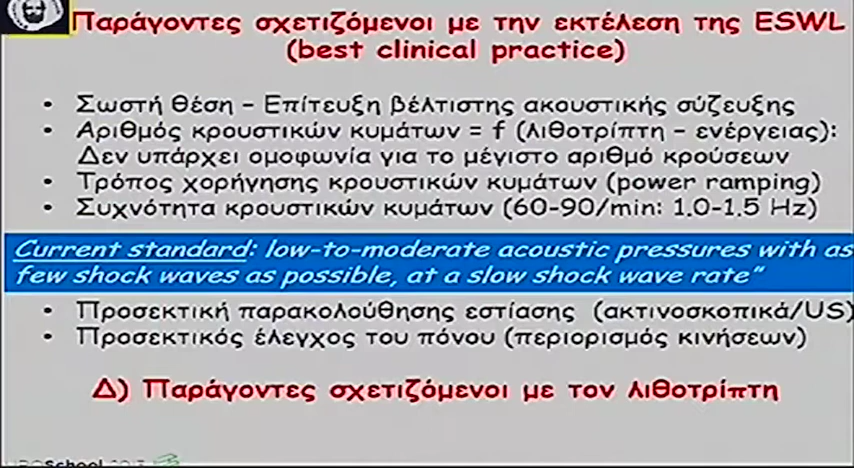 Παράγοντες σχετιζόμενοι με την εκτέλεση της ESWL
(best clinical practice)
• Σωστή θέση – Επίτευξη βέλτιστης ακουστικής σύζευξης
• Αριθμός κρουστικών κυμάτων = f (λιθοτρίπτη – ενέργειας):
Δεν υπάρχει ομοφωνία για το μέγιστο αριθμό κρούσεων
• Τρόπος χορήγησης κρουστικών κυμάτων (power ramping)
• Συχνότητα κρουστικών κυμάτων (60-90/min: 1.0-1.5 Hz)
Current standard: low-to-moderate acoustic pressures with as
few shock waves as possible, at a slow shock wave rate“
• Προσεκτική παρακολούθησης εστίασης (ακτινοσκοπικά/US)
• Προσεκτικός έλεγχος του πόνου (περιορισμός κινήσεων)
Δ) Παράγοντες σχετιζόμενοι με τον λιθοτρίπτη